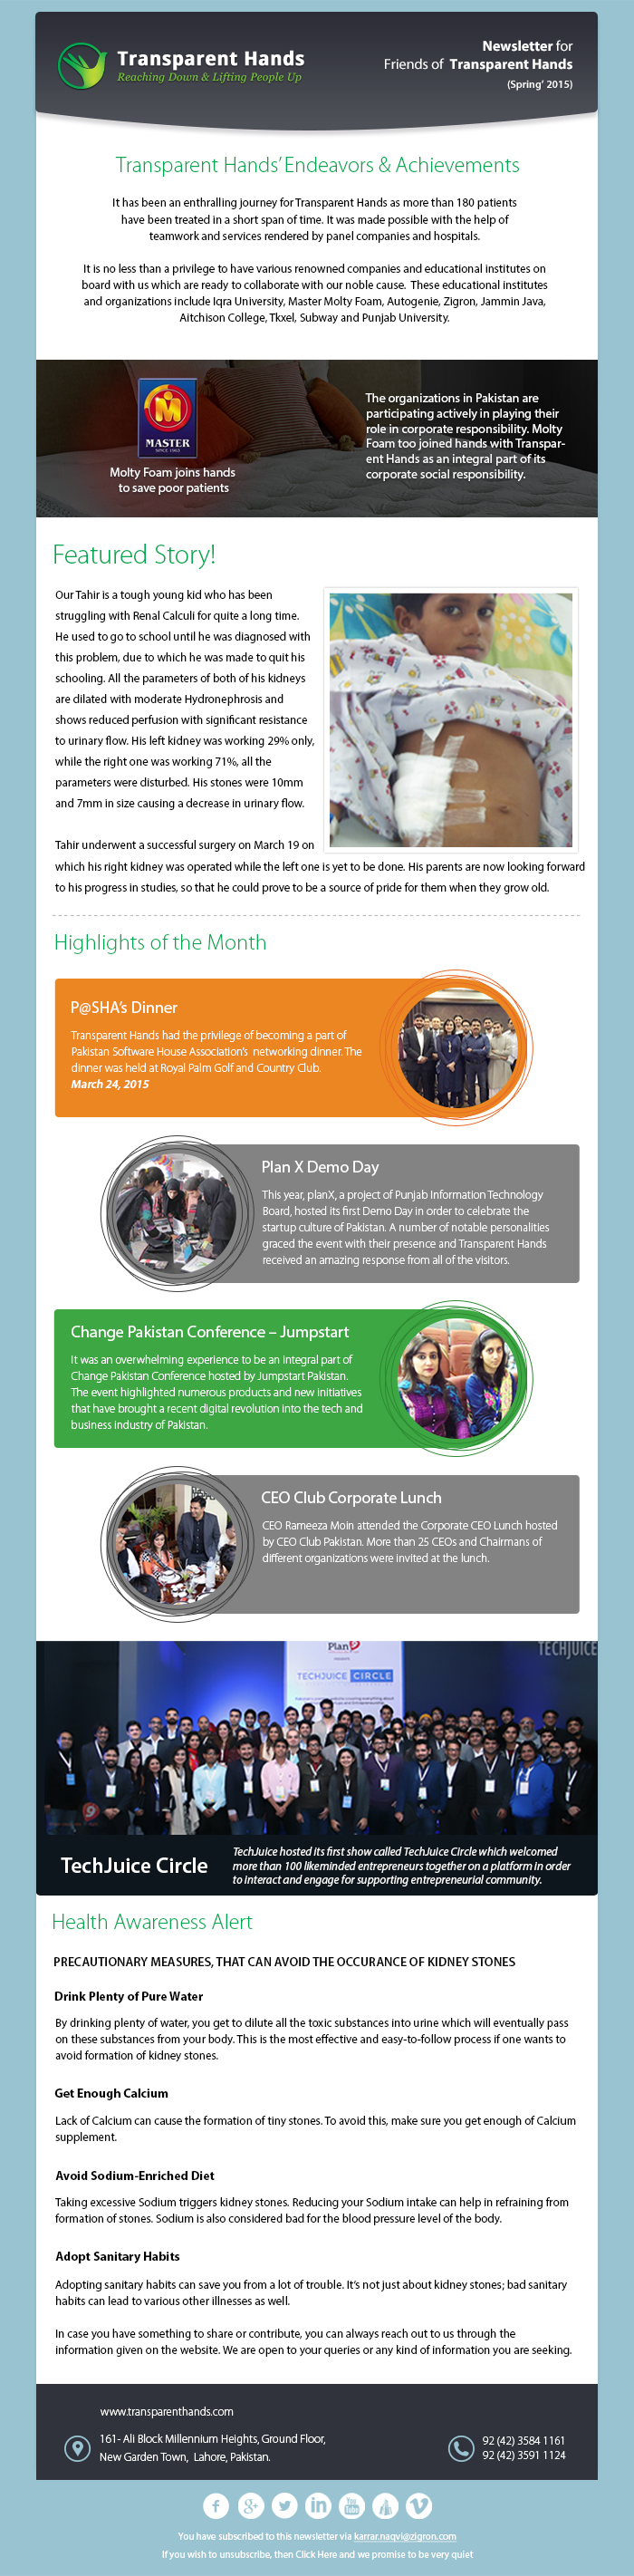 Transparent Hands
Reaching Down & Lifting People Up
Newsletter for
Friends of Transparent Hands
(Spring' 2015)
Transparent Hands' Endeavors & Achievements
It has been an enthralling journey for Transparent Hands as more than 180 patients
have been treated in a short span of time. It was made possible with the help of
teamwork and services rendered by panel companies and hospitals.
It is no less than a privilege to have various renowned companies and educational institutes on
board with us which are ready to collaborate with our noble cause. These educational institutes
and organizations include Iqra University, Master Molty Foam, Autogenie, Zigron, Jammin Java,
Aitchison College, Tkxel, Subway and Punjab University.
MASTER
SINCE 1963
Molty Foam joins hands
to save poor patients
The organizations in Pakistan are
participating actively in playing their
role in corporate responsibility. Molty
Foam too joined hands with Transpar-
ent Hands as an integral part of its
corporate social responsibility.
Featured Story!
Our Tahir is a tough young kid who has been
struggling with Renal Calculi for quite a long time.
He used to go to school until he was diagnosed with
this problem, due to which he was made to quit his
schooling. All the parameters of both of his kidneys
are dilated with moderate Hydronephrosis and
shows reduced perfusion with significant resistance
to urinary flow. His left kidney was working 29% only,
while the right one was working 71%, all the
parameters were disturbed. His stones were 10mm
and 7mm in size causing a decrease in urinary flow.
Tahir underwent a successful surgery on March 19 on
which his right kidney was operated while the left one is yet to be done. His parents are now looking forward
to his progress in studies, so that he could prove to be a source of pride for them when they grow old.
Highlights of the Month
P@SHA's Dinner
Transparent Hands had the privilege of becoming a part of
Pakistan Software House Association's networking dinner. The
dinner was held at Royal Palm Golf and Country Club.
March 24, 2015
Plan X Demo Day
This year, planX, a project of Punjab Information Technology
Board, hosted its first Demo Day in order to celebrate the
startup culture of Pakistan. A number of notable personalities
graced the event with their presence and Transparent Hands
received an amazing response from all of the visitors.
Change Pakistan Conference – Jumpstart
It was an overwhelming experience to be an integral part of
Change Pakistan Conference hosted by Jumpstart Pakistan.
The event highlighted numerous products and new initiatives
that have brought a recent digital revolution into the tech and
business industry of Pakistan.
CEO Club Corporate Lunch
CEO Rameeza Moin attended the Corporate CEO Lunch hosted
by CEO Club Pakistan. More than 25 CEOs and Chairmans of
different organizations were invited at the lunch.
Plan9
TECHJUICE
TECHJUICE CIRCLE
TechJuice Circle
TechJuice hosted its first show called TechJuice Circle which welcomed
more than 100 likeminded entrepreneurs together on a platform in order
to interact and engage for supporting entrepreneurial community.
Health Awareness Alert
PRECAUTIONARY MEASURES, THAT CAN AVOID THE OCCURANCE OF KIDNEY STONES
Drink Plenty of Pure Water
By drinking plenty of water, you get to dilute all the toxic substances into urine which will eventually pass
on these substances from your body. This is the most effective and easy-to-follow process if one wants to
avoid formation of kidney stones.
Get Enough Calcium
Lack of Calcium can cause the formation of tiny stones. To avoid this, make sure you get enough of Calcium
supplement.
Avoid Sodium-Enriched Diet
Taking excessive Sodium triggers kidney stones. Reducing your Sodium intake can help in refraining from
formation of stones. Sodium is also considered bad for the blood pressure level of the body.
Adopt Sanitary Habits
Adopting sanitary habits can save you from a lot of trouble. It's not just about kidney stones; bad sanitary
habits can lead to various other illnesses as well.
In case you have something to share or contribute, you can always reach out to us through the
information given on the website. We are open to your queries or any kind of information you are seeking.
www.transparenthands.com
161- Ali Block Millennium Heights, Ground Floor,
New Garden Town, Lahore, Pakistan.
92 (42) 3584 1161
92 (42) 3591 1124
You have subscribed to this newsletter via karrar.naqvi@zigron.com
If you wish to unsubscribe, then Click Here and we promise to be very quiet